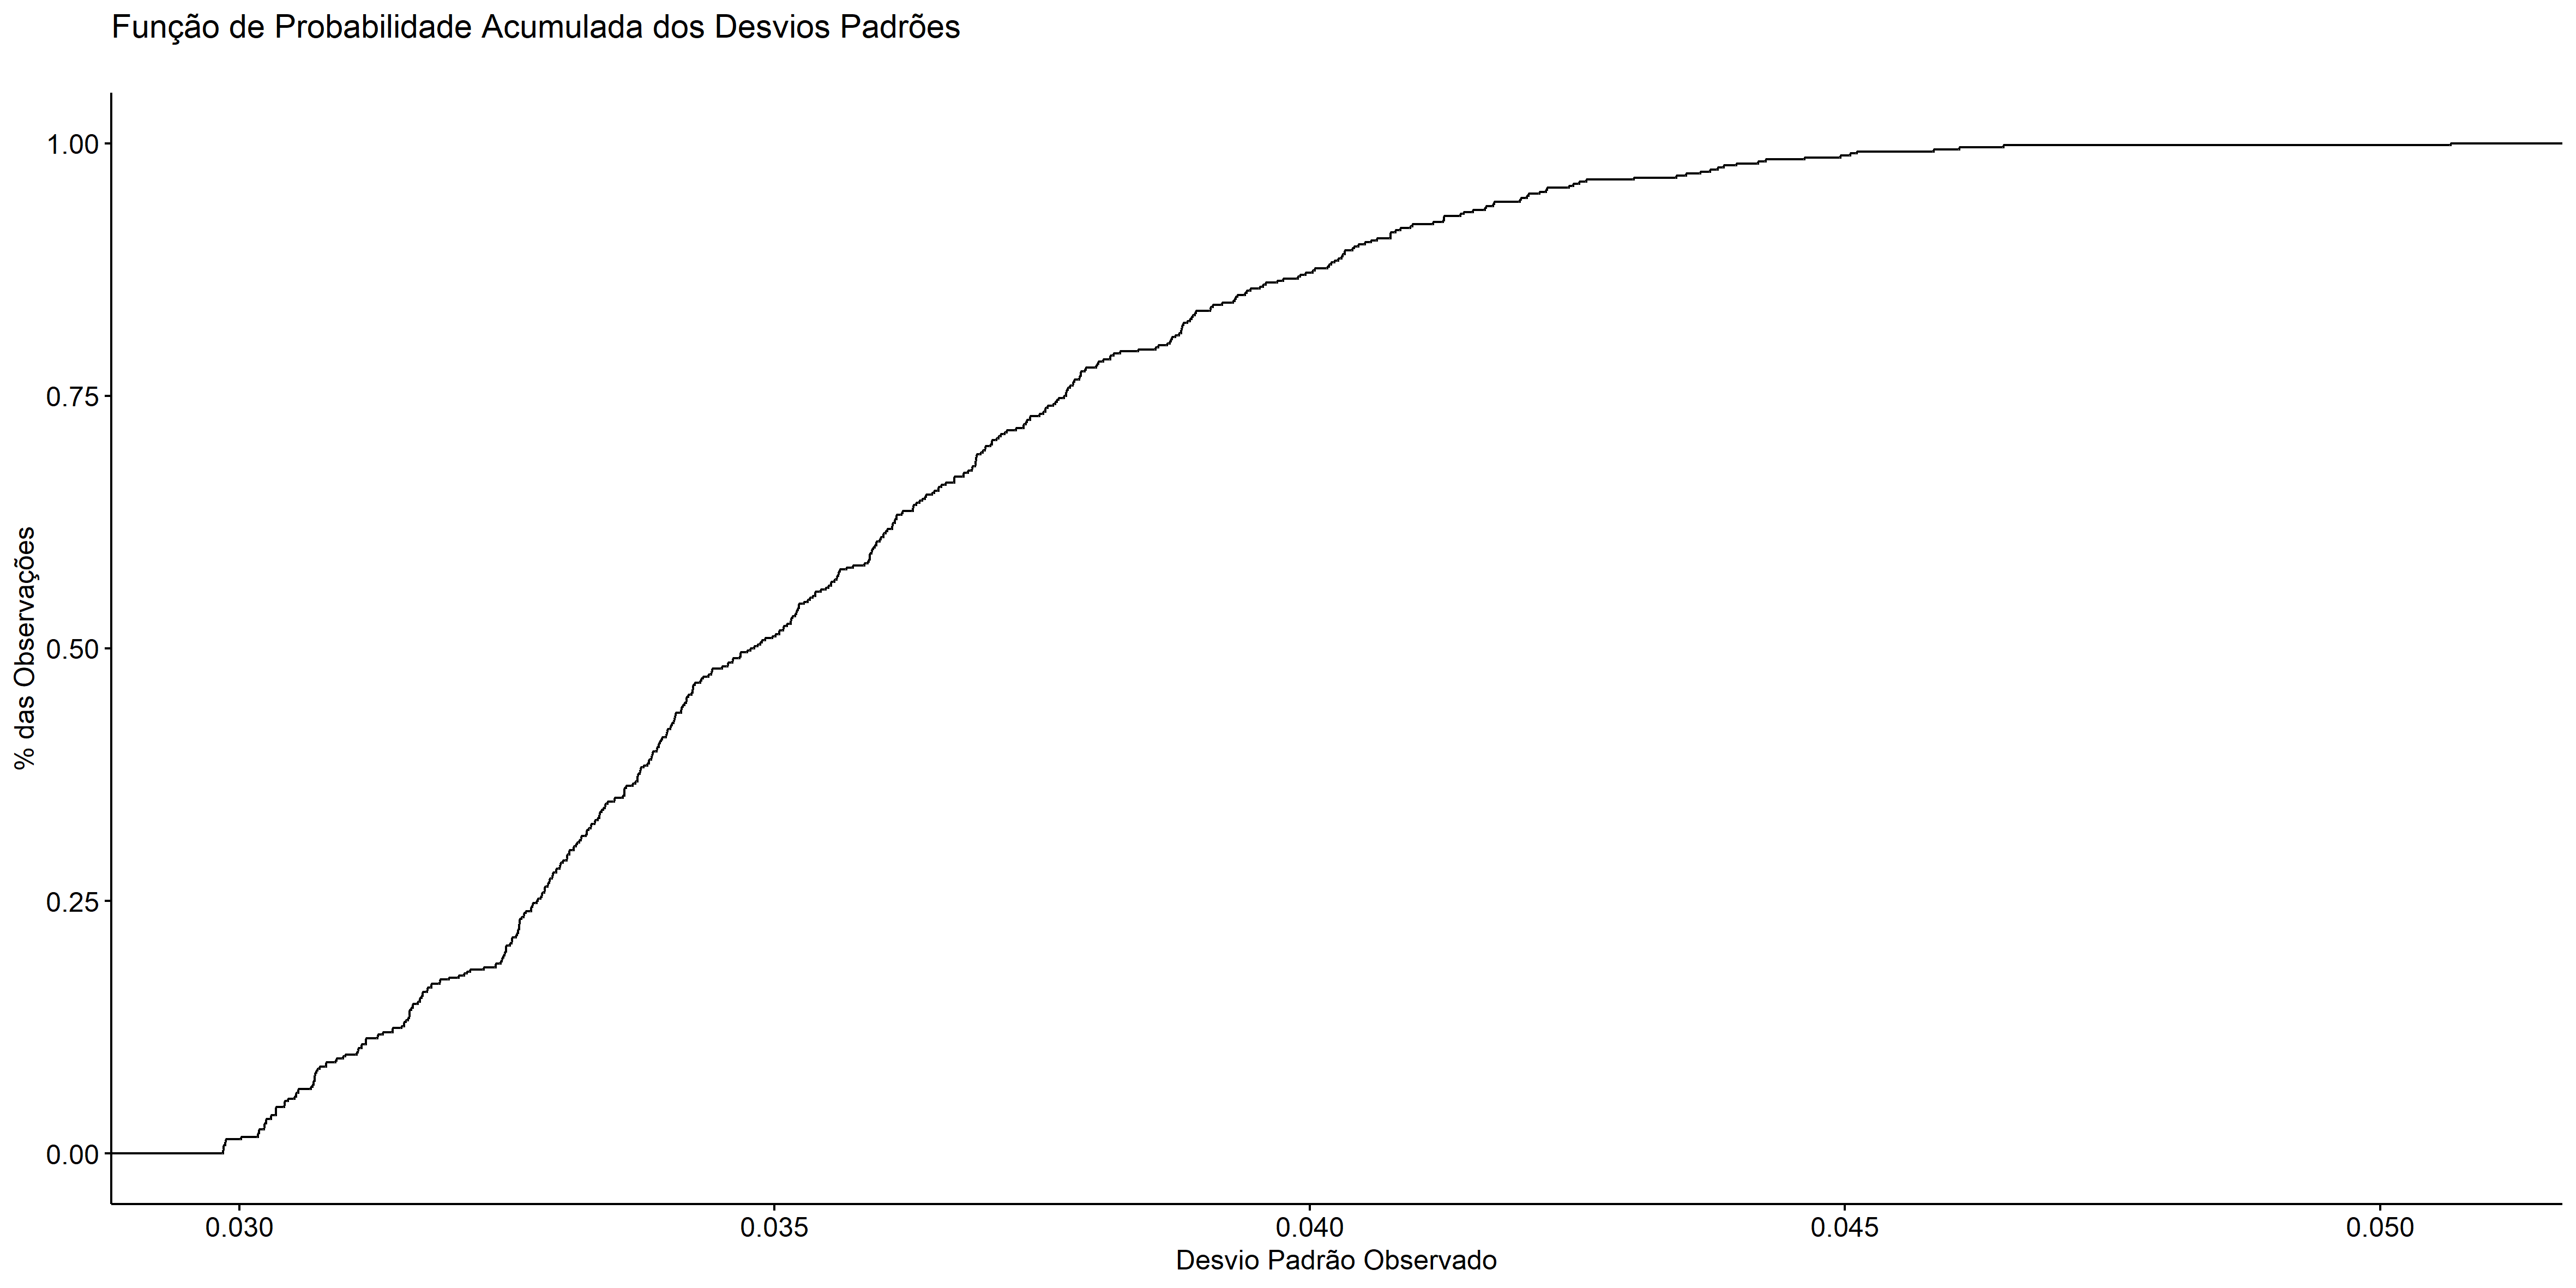 Função de Probabilidade Acumulada dos Desvios Padrões
1.00
0.75
0.50
0.25
0.00
% das Observações
0.030 0.035 0.040 0.045 0.050
Desvio Padrão Observado